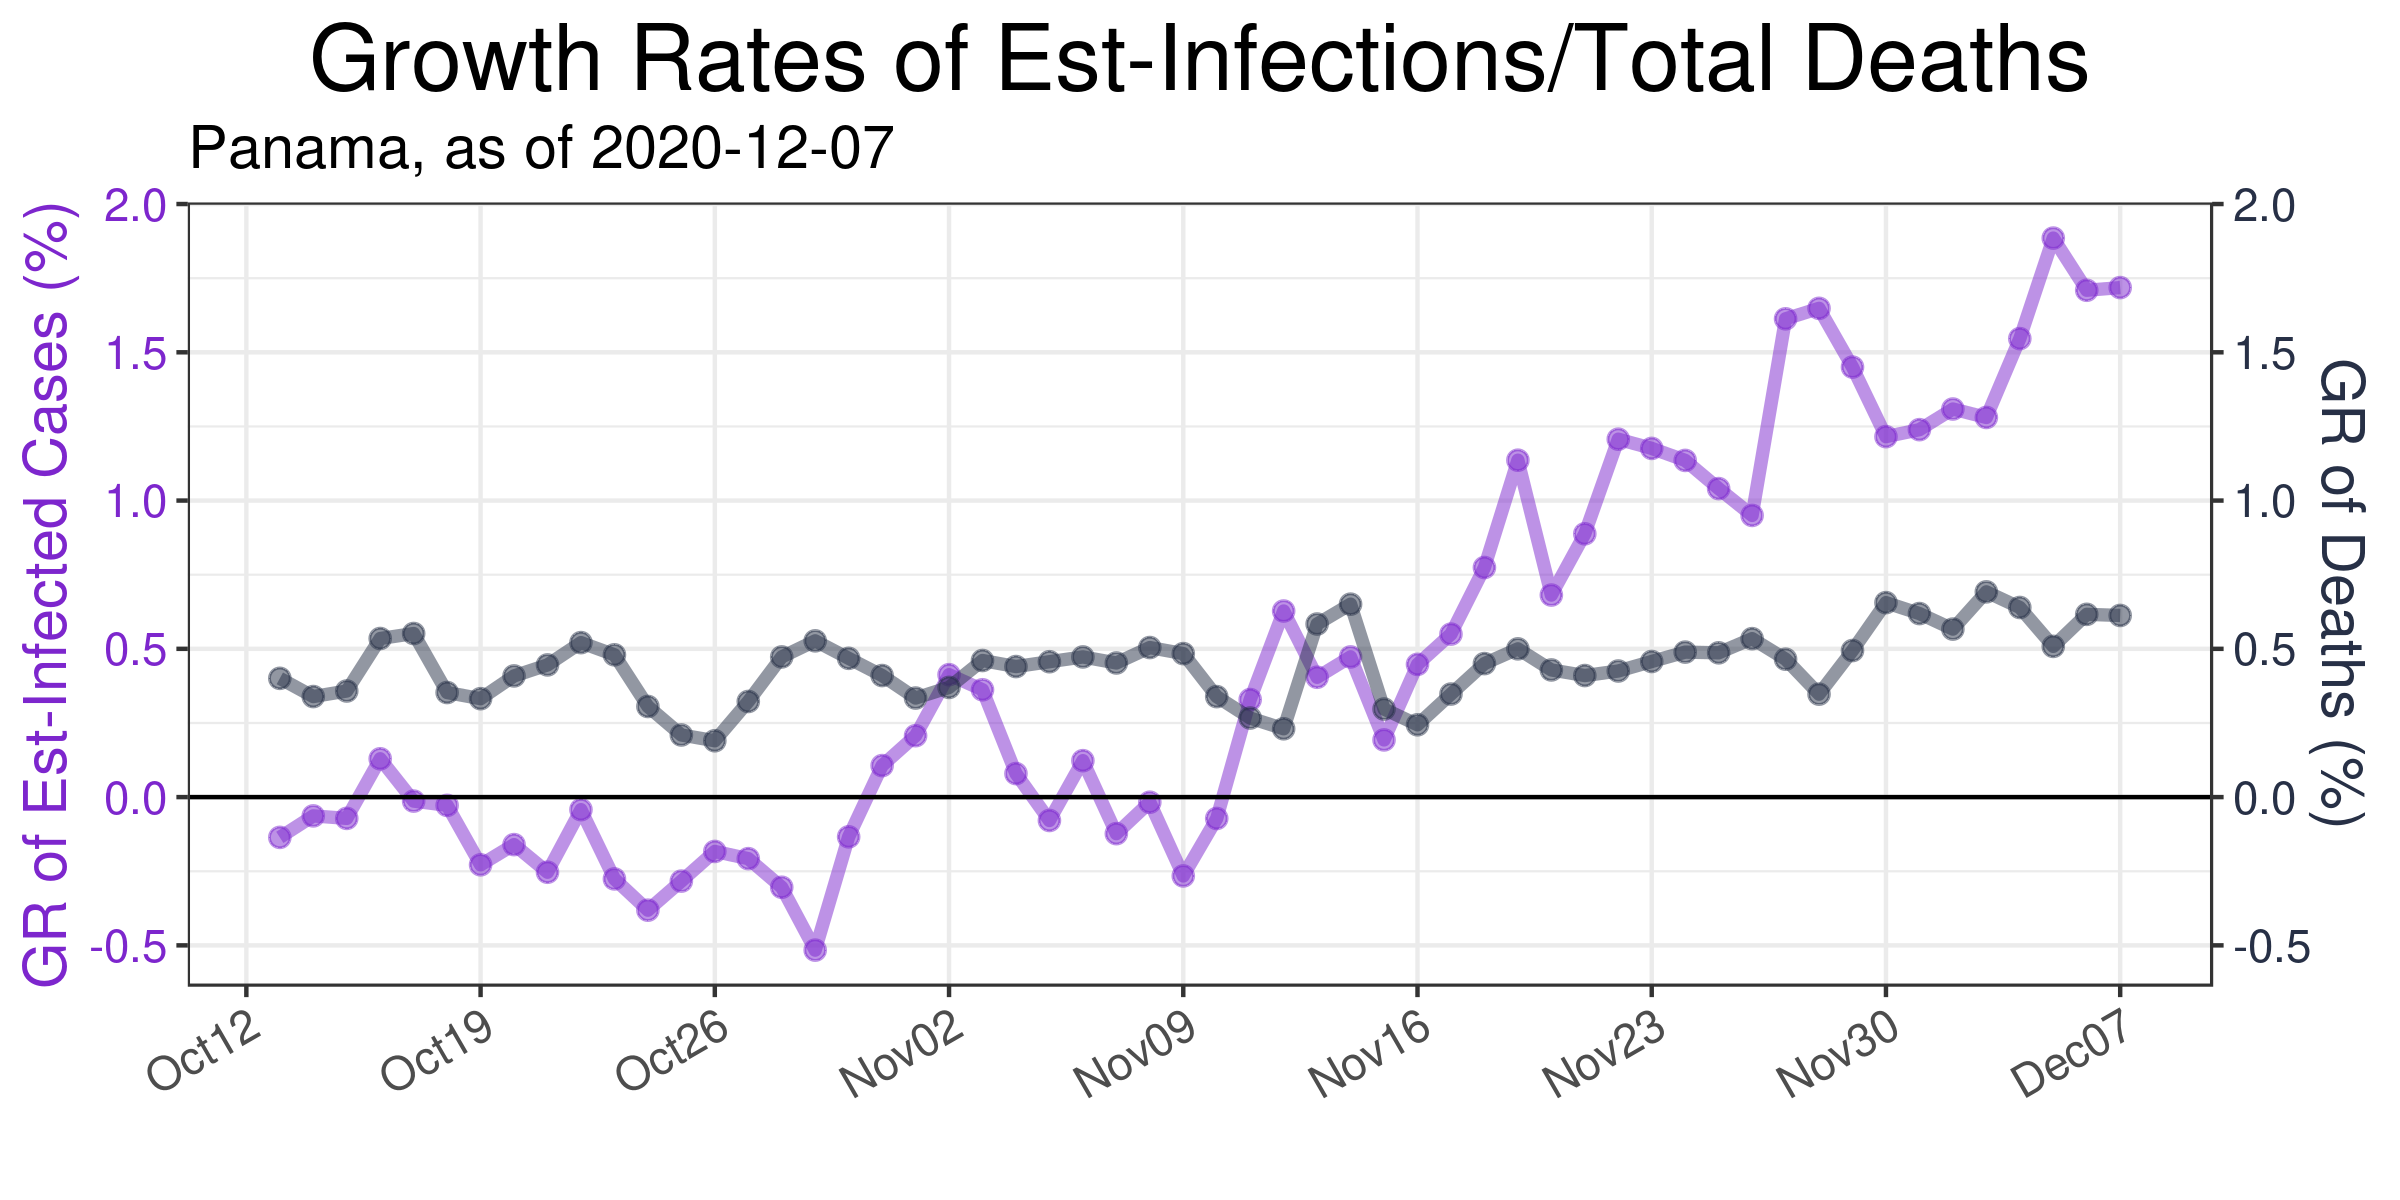 Growth Rates of Est-Infections/Total Deaths
Panama, as of 2020-12-07
GR of Est-Infected Cases (%)
2.0
1.5
1.0
0.5
0.0
-0.5
2.0
1.5
1.0
0.5
0.0
-0.5
GR of Deaths (%)
Oct12
Oct19
Oct26
Nov02
Nov09
Nov16
Nov23
Nov30
Dec07